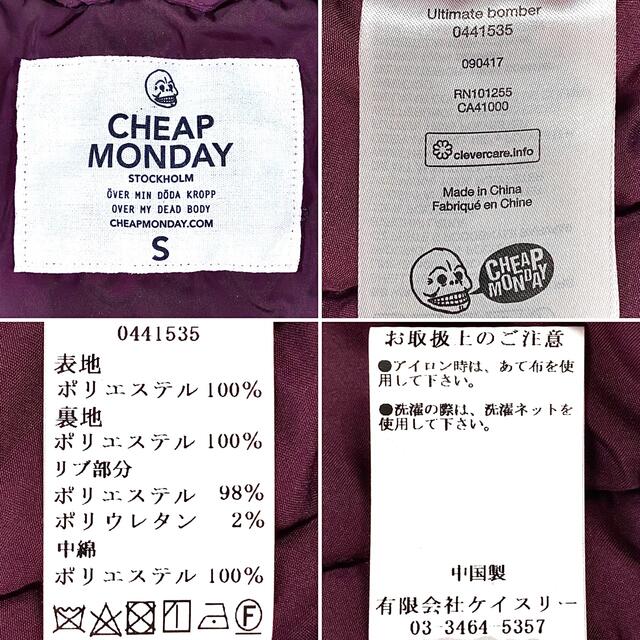 CHEAP
MONDAY
STOCKHOLM
ÖVER MIN DÖDA KROPP
OVER MY DEAD BODY
CHEAPMONDAY.COM
S
Ultimate bomber
0441535
090417
RN101255
CA41000
clevercare.info
Made in China
Fabriqué en Chine
CHEAP
MONDAY
0441535
表地
ポリエステル 100%
裏地
ポリエステル 100%
リブ部分
ポリエステル 98%
ポリウレタン 2%
中綿
ポリエステル 100%
F
お取扱上のご注意
●アイロン時は、あて布を使
用して下さい。
●洗濯の際は、洗濯ネットを
使用して下さい。
中国製
有限会社ケイスリー
03-3464-5357